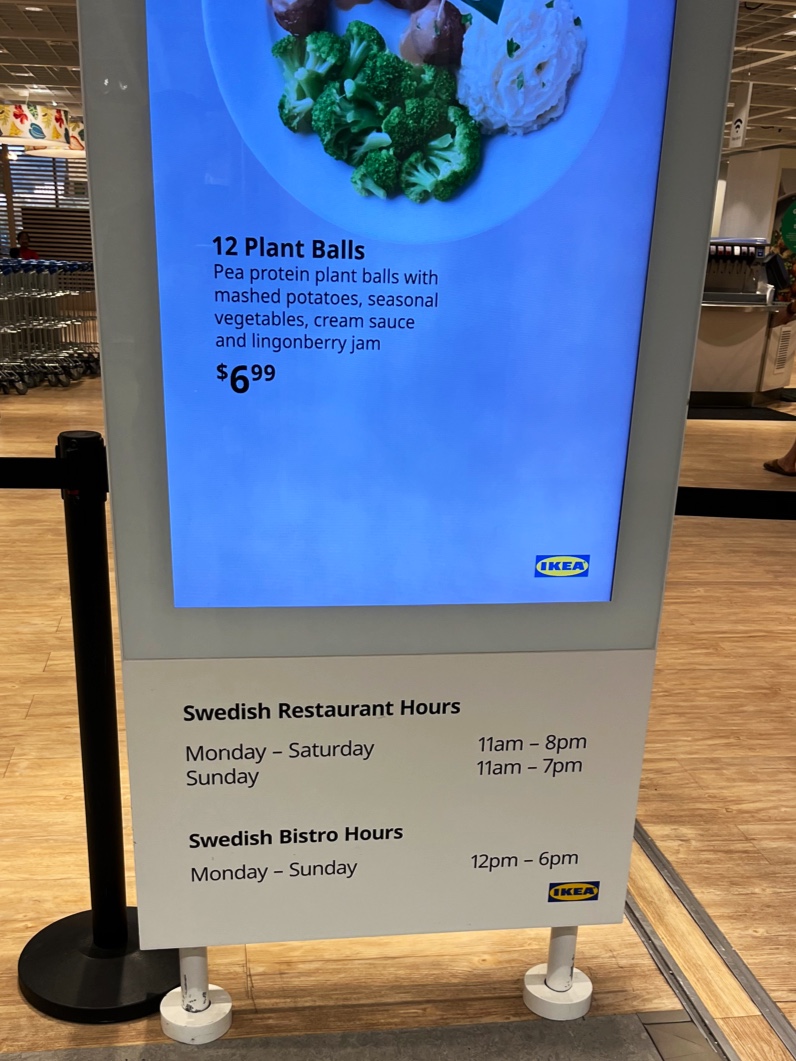 12 Plant Balls
Pea protein plant balls with
mashed potatoes, seasonal
vegetables, cream sauce
and lingonberry jam
$699
IKEA
Swedish Restaurant Hours
Monday – Saturday 11am – 8pm
Sunday 11am – 7pm
Swedish Bistro Hours
Monday – Sunday 12pm – 6pm
IKEA